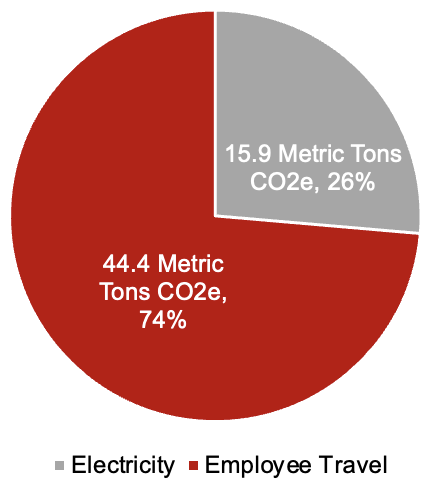 15.9 Metric Tons
CO2e, 26%
44.4 Metric
Tons CO2e,
74%
Electricity
Employee Travel